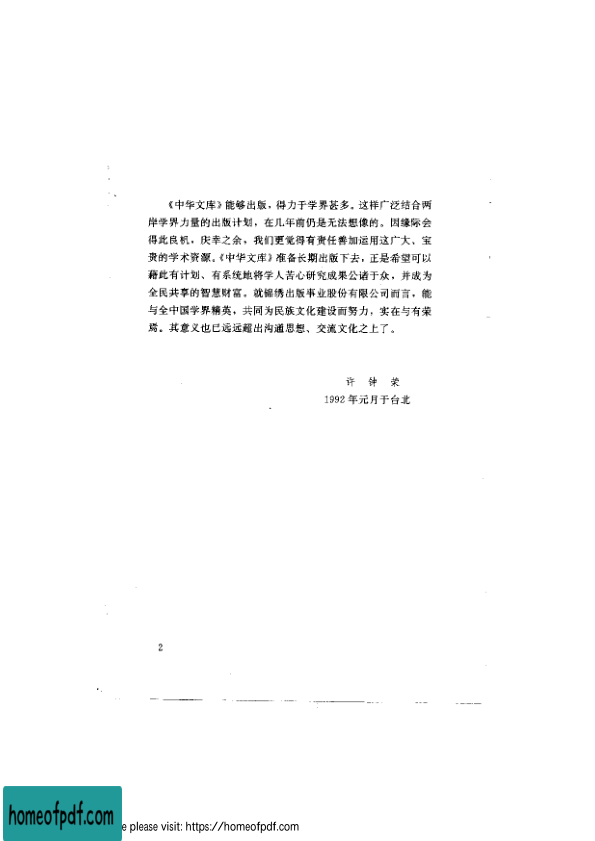 《中华文库》能够出版，得力于学界甚多。这样广泛结合两
岸学界力量的出版计划，在几年前仍是无法想像的。因缘际会
得此良机，庆幸之余，我们更觉得有责任善加运用这广大、宝
贵的学术资源。《中华文库》准备长期出版下去，正是希望可以
藉此有计划、有系统地将学人苦心研究成果公诸于众，并成为
全民共享的智慧财富。就锦绣出版事业股份有限公司而言，能
与全中国学界精英，共同为民族文化建设而努力，实在与有荣
焉。其意义也已远远超出沟通思想、交流文化之上了。
许 钟 荣
1992年元月于台北
2
homeofpdf.com
e please visit: https://homeofpdf.com